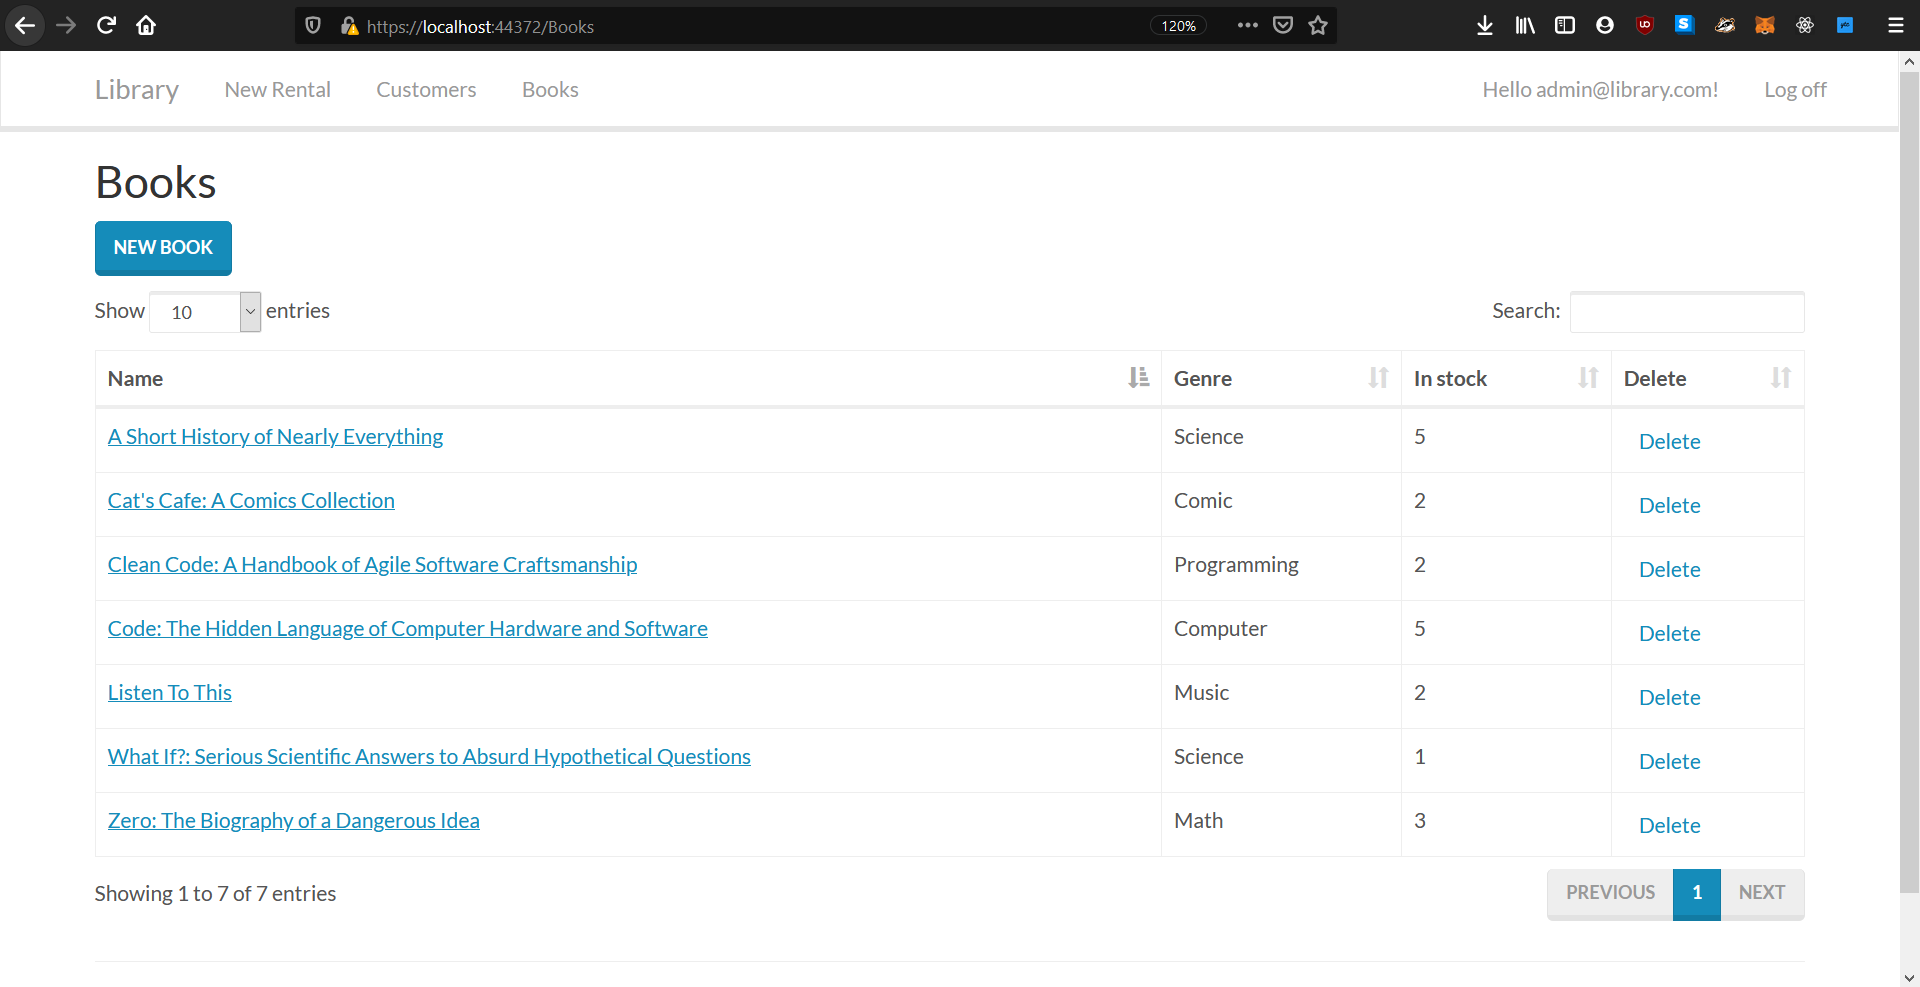 https://localhost:44372/Books 120%
Library New Rental Customers Books Hello admin@library.com! Log off
Books
NEW BOOK
Show 10 entries Search:
Name Genre In stock Delete
A Short History of Nearly Everything Science 5 Delete
Cat's Cafe: A Comics Collection Comic 2 Delete
Clean Code: A Handbook of Agile Software Craftsmanship Programming 2 Delete
Code: The Hidden Language of Computer Hardware and Software Computer 5 Delete
Listen To This Music 2 Delete
What If?: Serious Scientific Answers to Absurd Hypothetical Questions Science 1 Delete
Zero: The Biography of a Dangerous Idea Math 3 Delete
Showing 1 to 7 of 7 entries PREVIOUS 1 NEXT